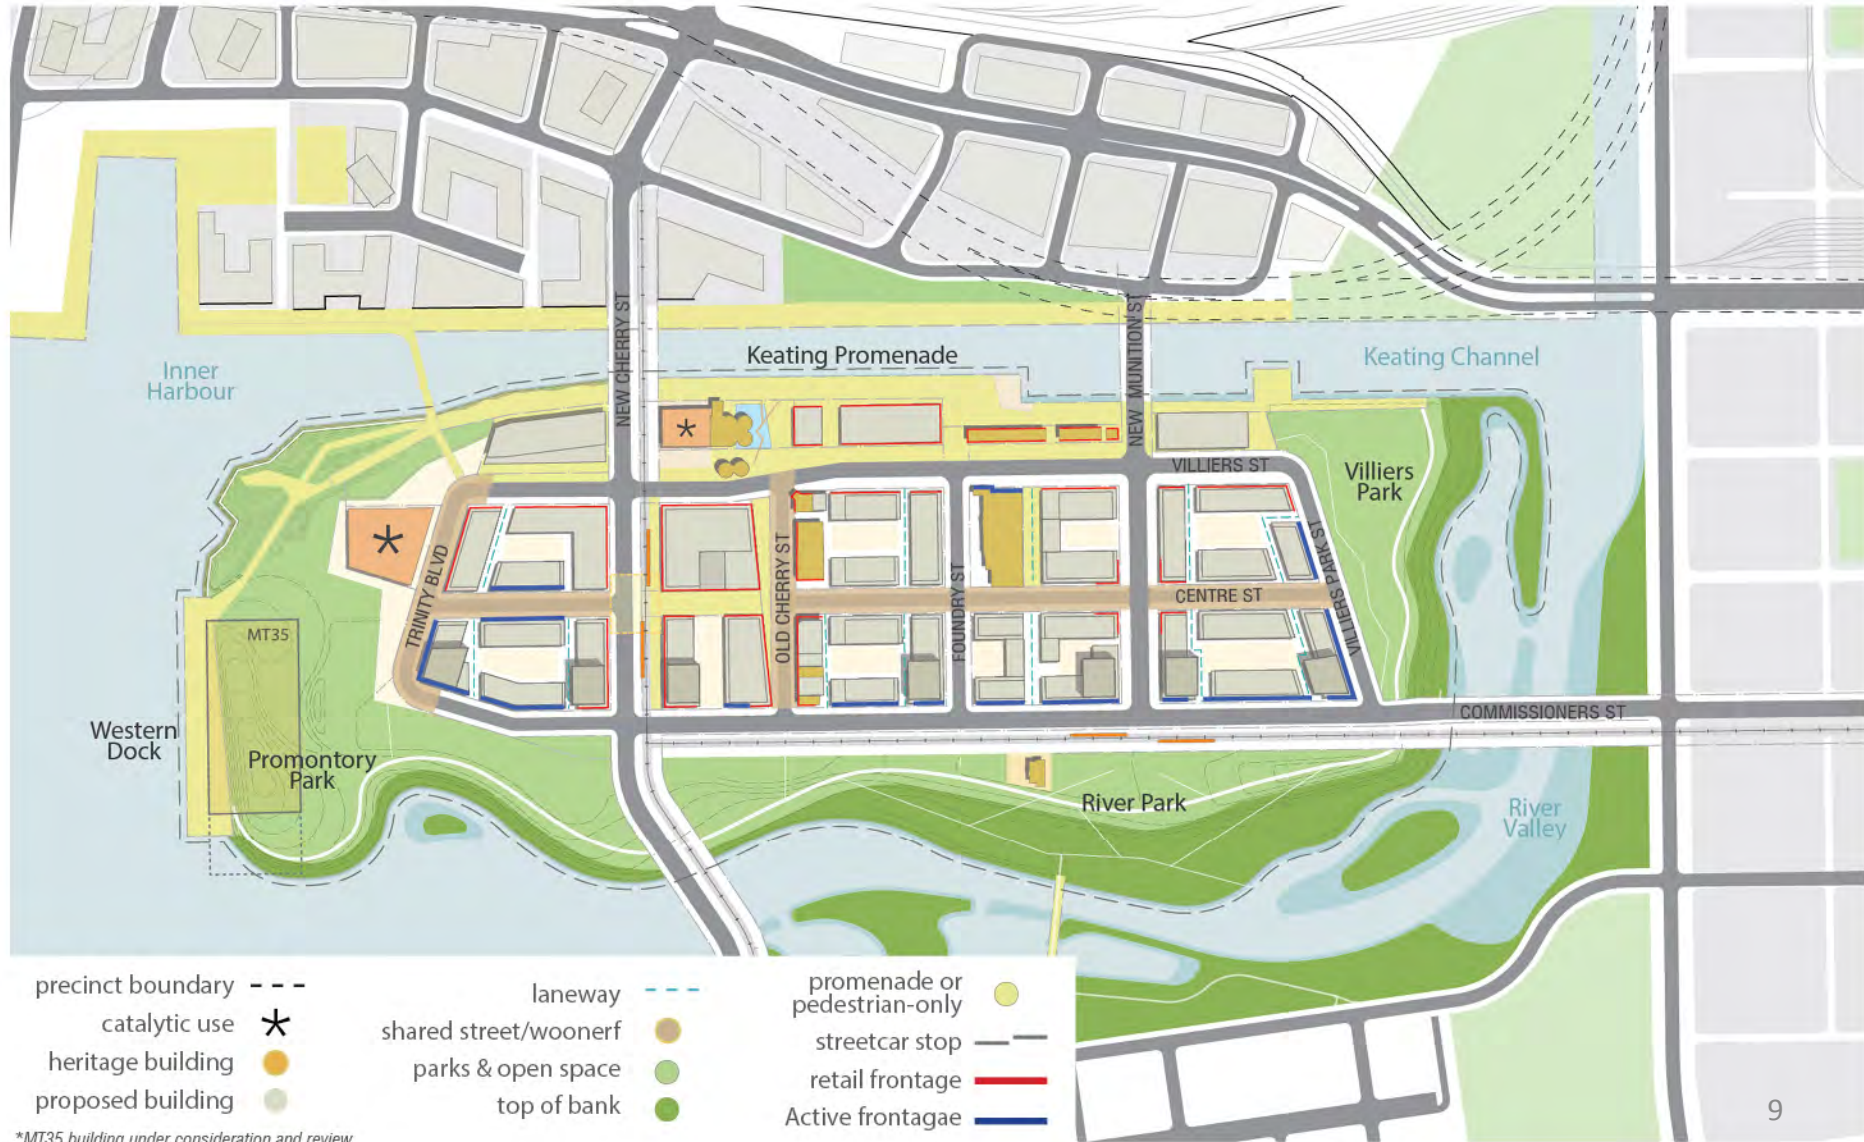 NEW CHERRY ST
NEW MUNITION ST
Keating Promenade
Keating Channel
Inner
Harbour
VILLIERS ST
Villiers
Park
TRINITY BLVD
OLD CHERRY ST
FOUNDRY ST
CENTRE ST
VILLIERS PARK ST
MT35
COMMISSIONERS ST
Western
Dock
Promontory
Park
River Park
River
Valley
precinct boundary
catalytic use
heritage building
proposed building
laneway
shared street/woonerf
parks & open space
top of bank
promenade or
pedestrian-only
streetcar stop
retail frontage
Active frontagae
*MT35 building under consideration and review
9